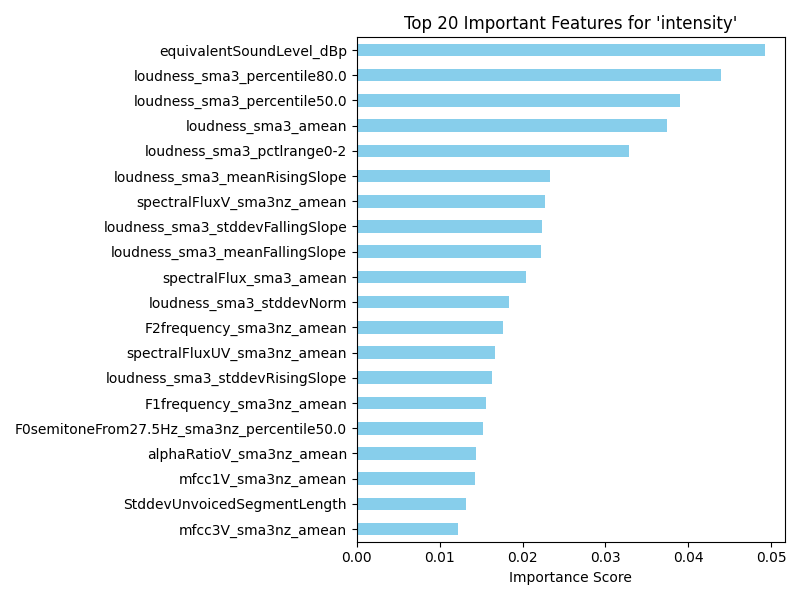 Top 20 Important Features for 'intensity'
equivalentSoundLevel_dBp
loudness_sma3_percentile80.0
loudness_sma3_percentile50.0
loudness_sma3_amean
loudness_sma3_pctlrange0-2
loudness_sma3_meanRisingSlope
spectralFluxV_sma3nz_amean
loudness_sma3_stddevFallingSlope
loudness_sma3_meanFallingSlope
spectralFlux_sma3_amean
loudness_sma3_stddevNorm
F2frequency_sma3nz_amean
spectralFluxUV_sma3nz_amean
loudness_sma3_stddevRisingSlope
F1frequency_sma3nz_amean
F0semitoneFrom27.5Hz_sma3nz_percentile50.0
alphaRatioV_sma3nz_amean
mfcc1V_sma3nz_amean
StddevUnvoicedSegmentLength
mfcc3V_sma3nz_amean
0.00 0.01 0.02 0.03 0.04 0.05
Importance Score